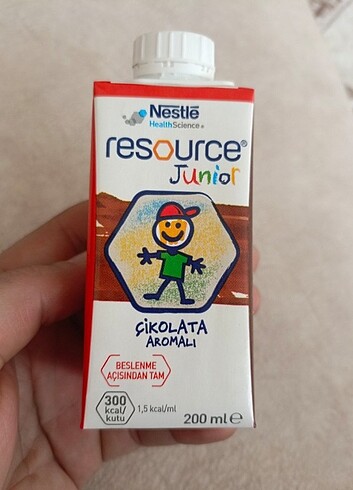 Nestlé
HealthScience®
resource®
Junior
ÇİKOLATA
AROMALI
BESLENME
AÇISINDAN TAM
300
kcal/
kutu
1,5 kcal/ml
200 ml e